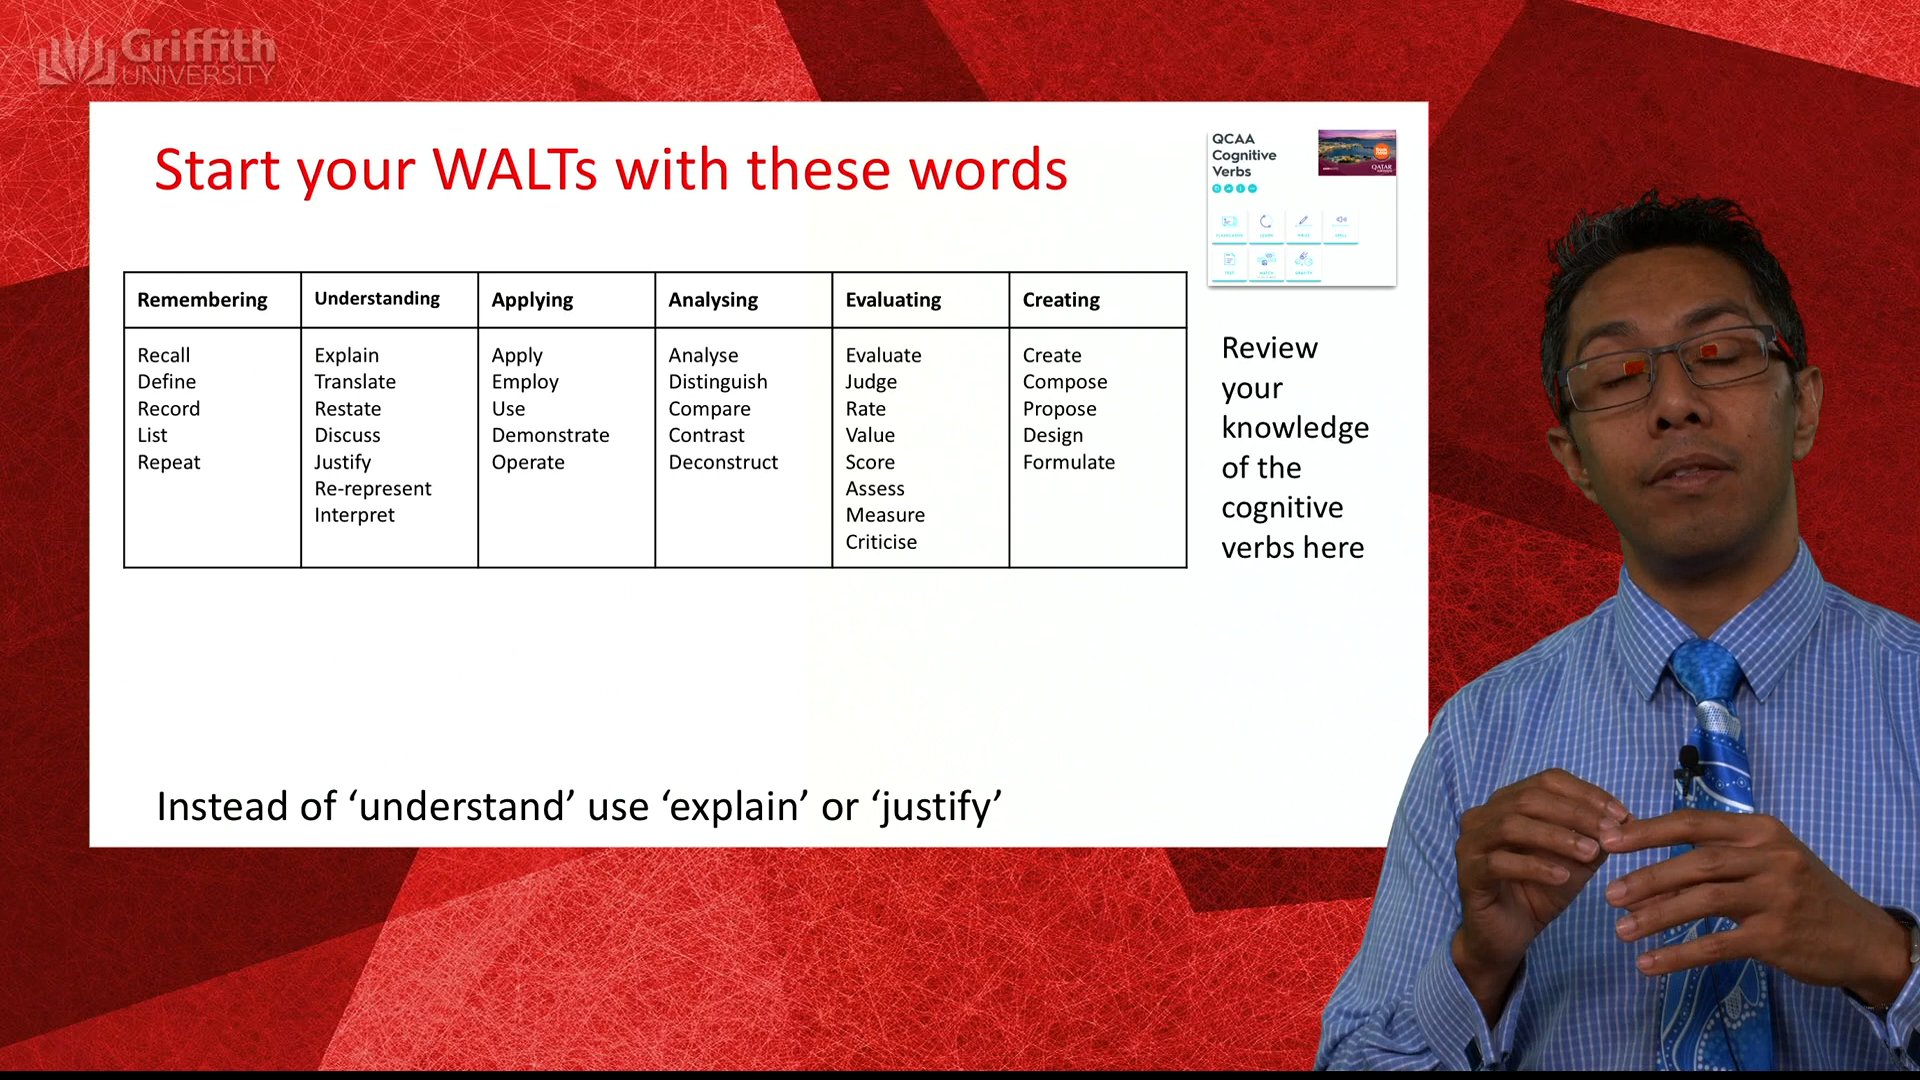 Griffith
UNIVERSITY
Start your WALTs with these words
QCAA
Cognitive
Verbs
QATAR
Remembering
Recall
Define
Record
List
Repeat
Understanding
Explain
Translate
Restate
Discuss
Justify
Re-represent
Interpret
Applying
Apply
Employ
Use
Demonstrate
Operate
Analysing
Analyse
Distinguish
Compare
Contrast
Deconstruct
Evaluating
Evaluate
Judge
Rate
Value
Score
Assess
Measure
Criticise
Creating
Create
Compose
Propose
Design
Formulate
Review
your
knowledge
of the
cognitive
verbs here
Instead of ‘understand’ use ‘explain’ or ‘justify’